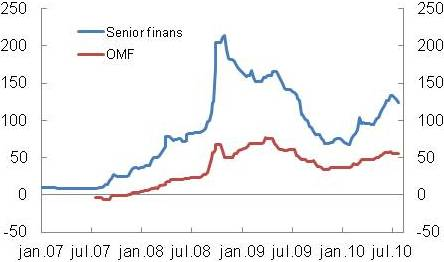 250 250
Senior finans
200 200
OMF
150 150
100 100
50 50
0 0
-50 -50
jan.07 jul.07 jan.08 jul.08 jan.09 jul.09 jan.10 jul.10